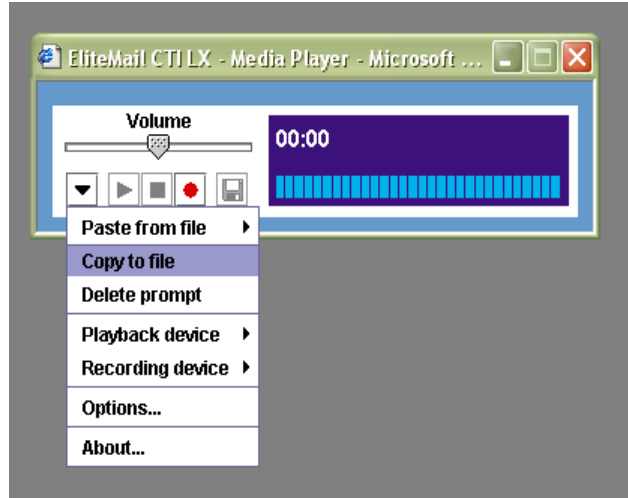 EliteMail CTI LX - Media Player - Microsoft ...
Volume
00:00
Paste from file
Copy to file
Delete prompt
Playback device
Recording device
Options...
About...